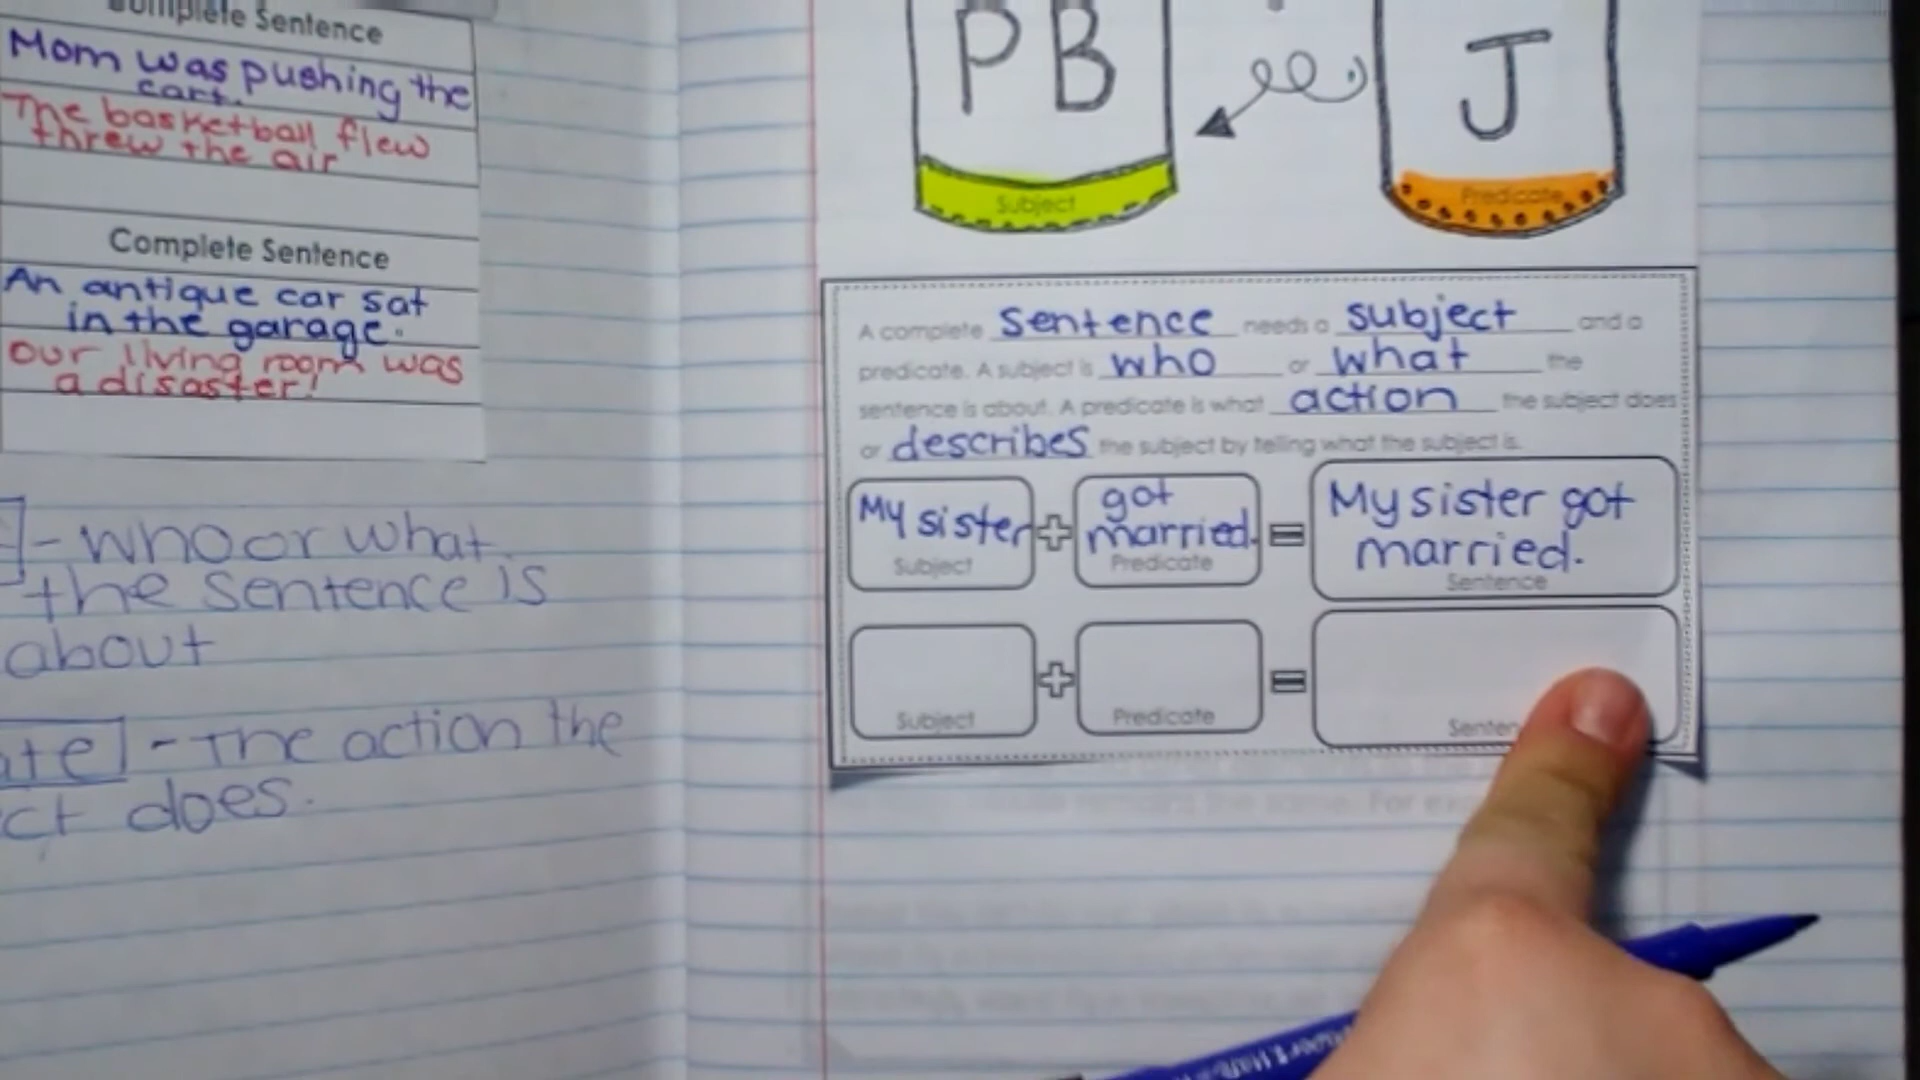 Complete Sentence
Mom was pushing the
cart.
The basketball flew
threw the air
Complete Sentence
An antique car sat
in the garage.
our living room was
a disaster!
- who or what
the sentence is
about
- The action the
does.
PB
J
Subject
Predicate
A complete sentence needs a subject and a
predicate. A subject is who or what the
sentence is about. A predicate is what action the subject does
or describes the subject by telling what the subject is.
My sister + got married. = My sister got
married.
Subject Predicate Sentence
+ =
Subject Predicate